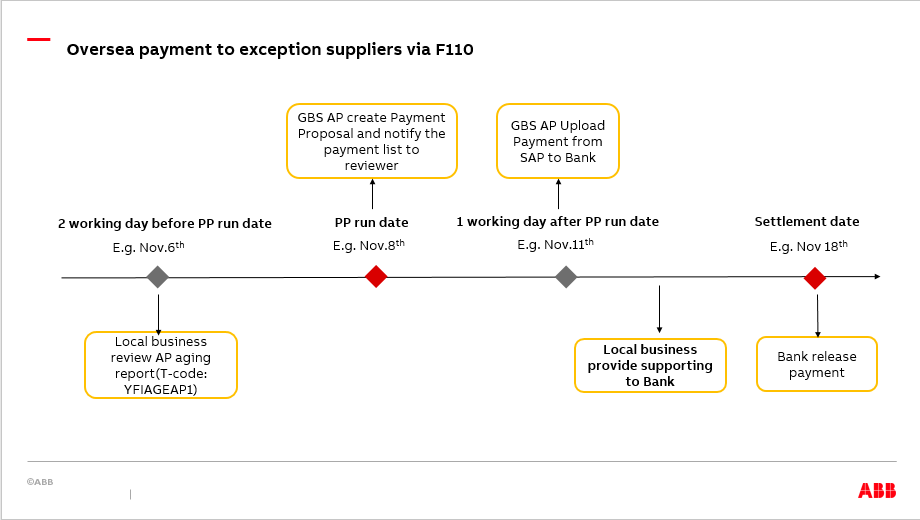 Oversea payment to exception suppliers via F110
GBS AP create Payment
Proposal and notify the
payment list to
reviewer
GBS AP Upload
Payment from
SAP to Bank
2 working day before PP run date
E.g. Nov.6th
PP run date
E.g. Nov.8th
1 working day after PP run date
E.g. Nov.11th
Settlement date
E.g. Nov 18th
Local business
review AP aging
report(T-code:
YFIAGEAP1)
Local business
provide supporting
to Bank
Bank release
payment
©ABB
ABB